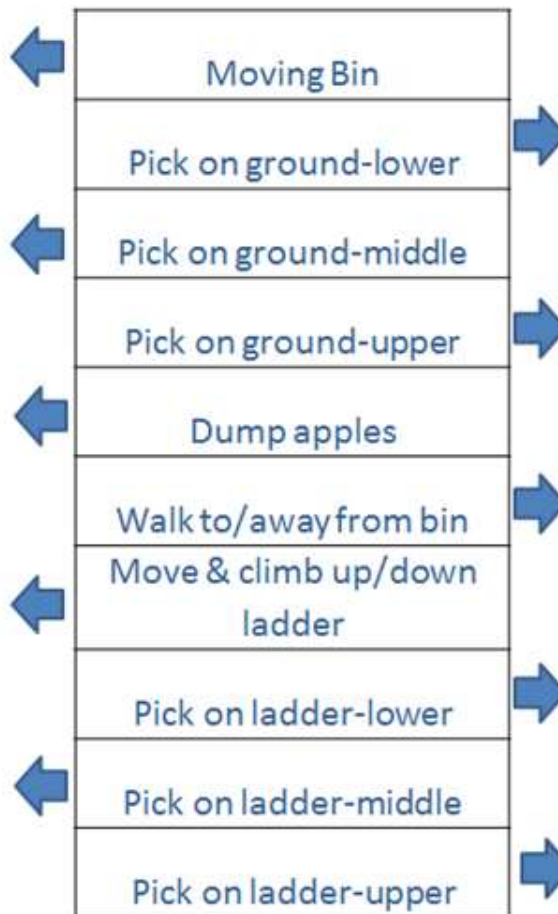 Moving Bin
Pick on ground-lower
Pick on ground-middle
Pick on ground-upper
Dump apples
Walk to/away from bin
Move & climb up/down
ladder
Pick on ladder-lower
Pick on ladder-middle
Pick on ladder-upper